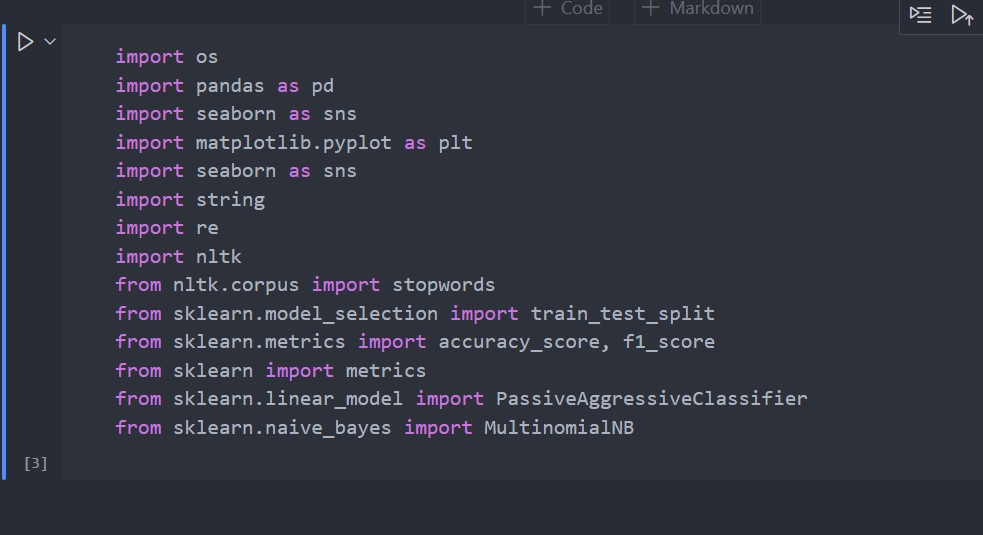 + Code + Markdown
import os
import pandas as pd
import seaborn as sns
import matplotlib.pyplot as plt
import seaborn as sns
import string
import re
import nltk
from nltk.corpus import stopwords
from sklearn.model_selection import train_test_split
from sklearn.metrics import accuracy_score, f1_score
from sklearn import metrics
from sklearn.linear_model import PassiveAggressiveClassifier
from sklearn.naive_bayes import MultinomialNB
[3]